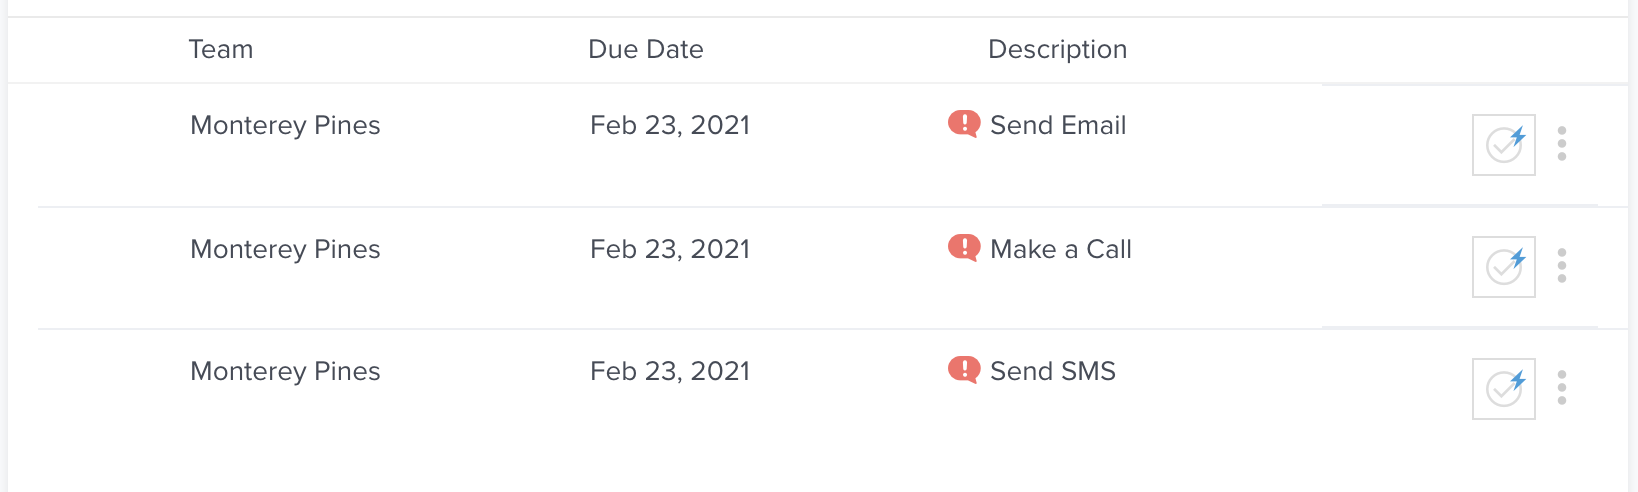 Team Due Date Description
Monterey Pines Feb 23, 2021 Send Email
Monterey Pines Feb 23, 2021 Make a Call
Monterey Pines Feb 23, 2021 Send SMS